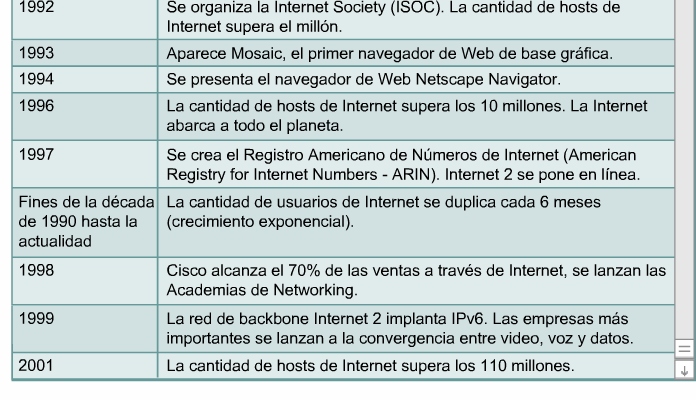 1992
Se organiza la Internet Society (ISOC). La cantidad de hosts de
Internet supera el millón.
1993
Aparece Mosaic, el primer navegador de Web de base gráfica.
1994
Se presenta el navegador de Web Netscape Navigator.
1996
La cantidad de hosts de Internet supera los 10 millones. La Internet
abarca a todo el planeta.
1997
Se crea el Registro Americano de Números de Internet (American
Registry for Internet Numbers - ARIN). Internet 2 se pone en línea.
Fines de la década
de 1990 hasta la
actualidad
La cantidad de usuarios de Internet se duplica cada 6 meses
(crecimiento exponencial).
1998
Cisco alcanza el 70% de las ventas a través de Internet, se lanzan las
Academias de Networking.
1999
La red de backbone Internet 2 implanta IPv6. Las empresas más
importantes se lanzan a la convergencia entre video, voz y datos.
2001
La cantidad de hosts de Internet supera los 110 millones.